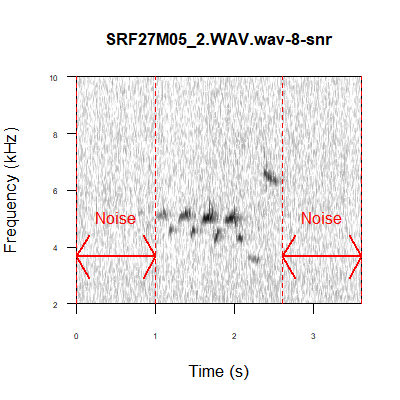 SRF27M05_2.WAV.wav-8-snr
Frequency (kHz)
10
8
6
4
2
Noise Noise
0 1 2 3
Time (s)